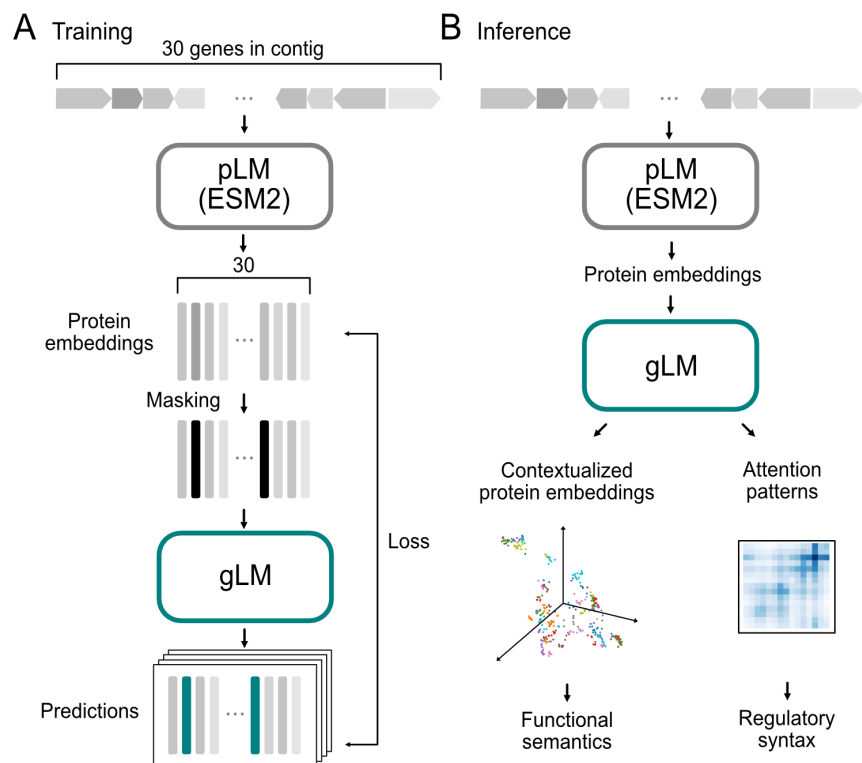 A Training
30 genes in contig
...
pLM
(ESM2)
30
Protein
embeddings
...
Masking
...
gLM
Loss
Predictions
...
B Inference
...
pLM
(ESM2)
Protein embeddings
gLM
Contextualized
protein embeddings
Attention
patterns
Functional
semantics
Regulatory
syntax